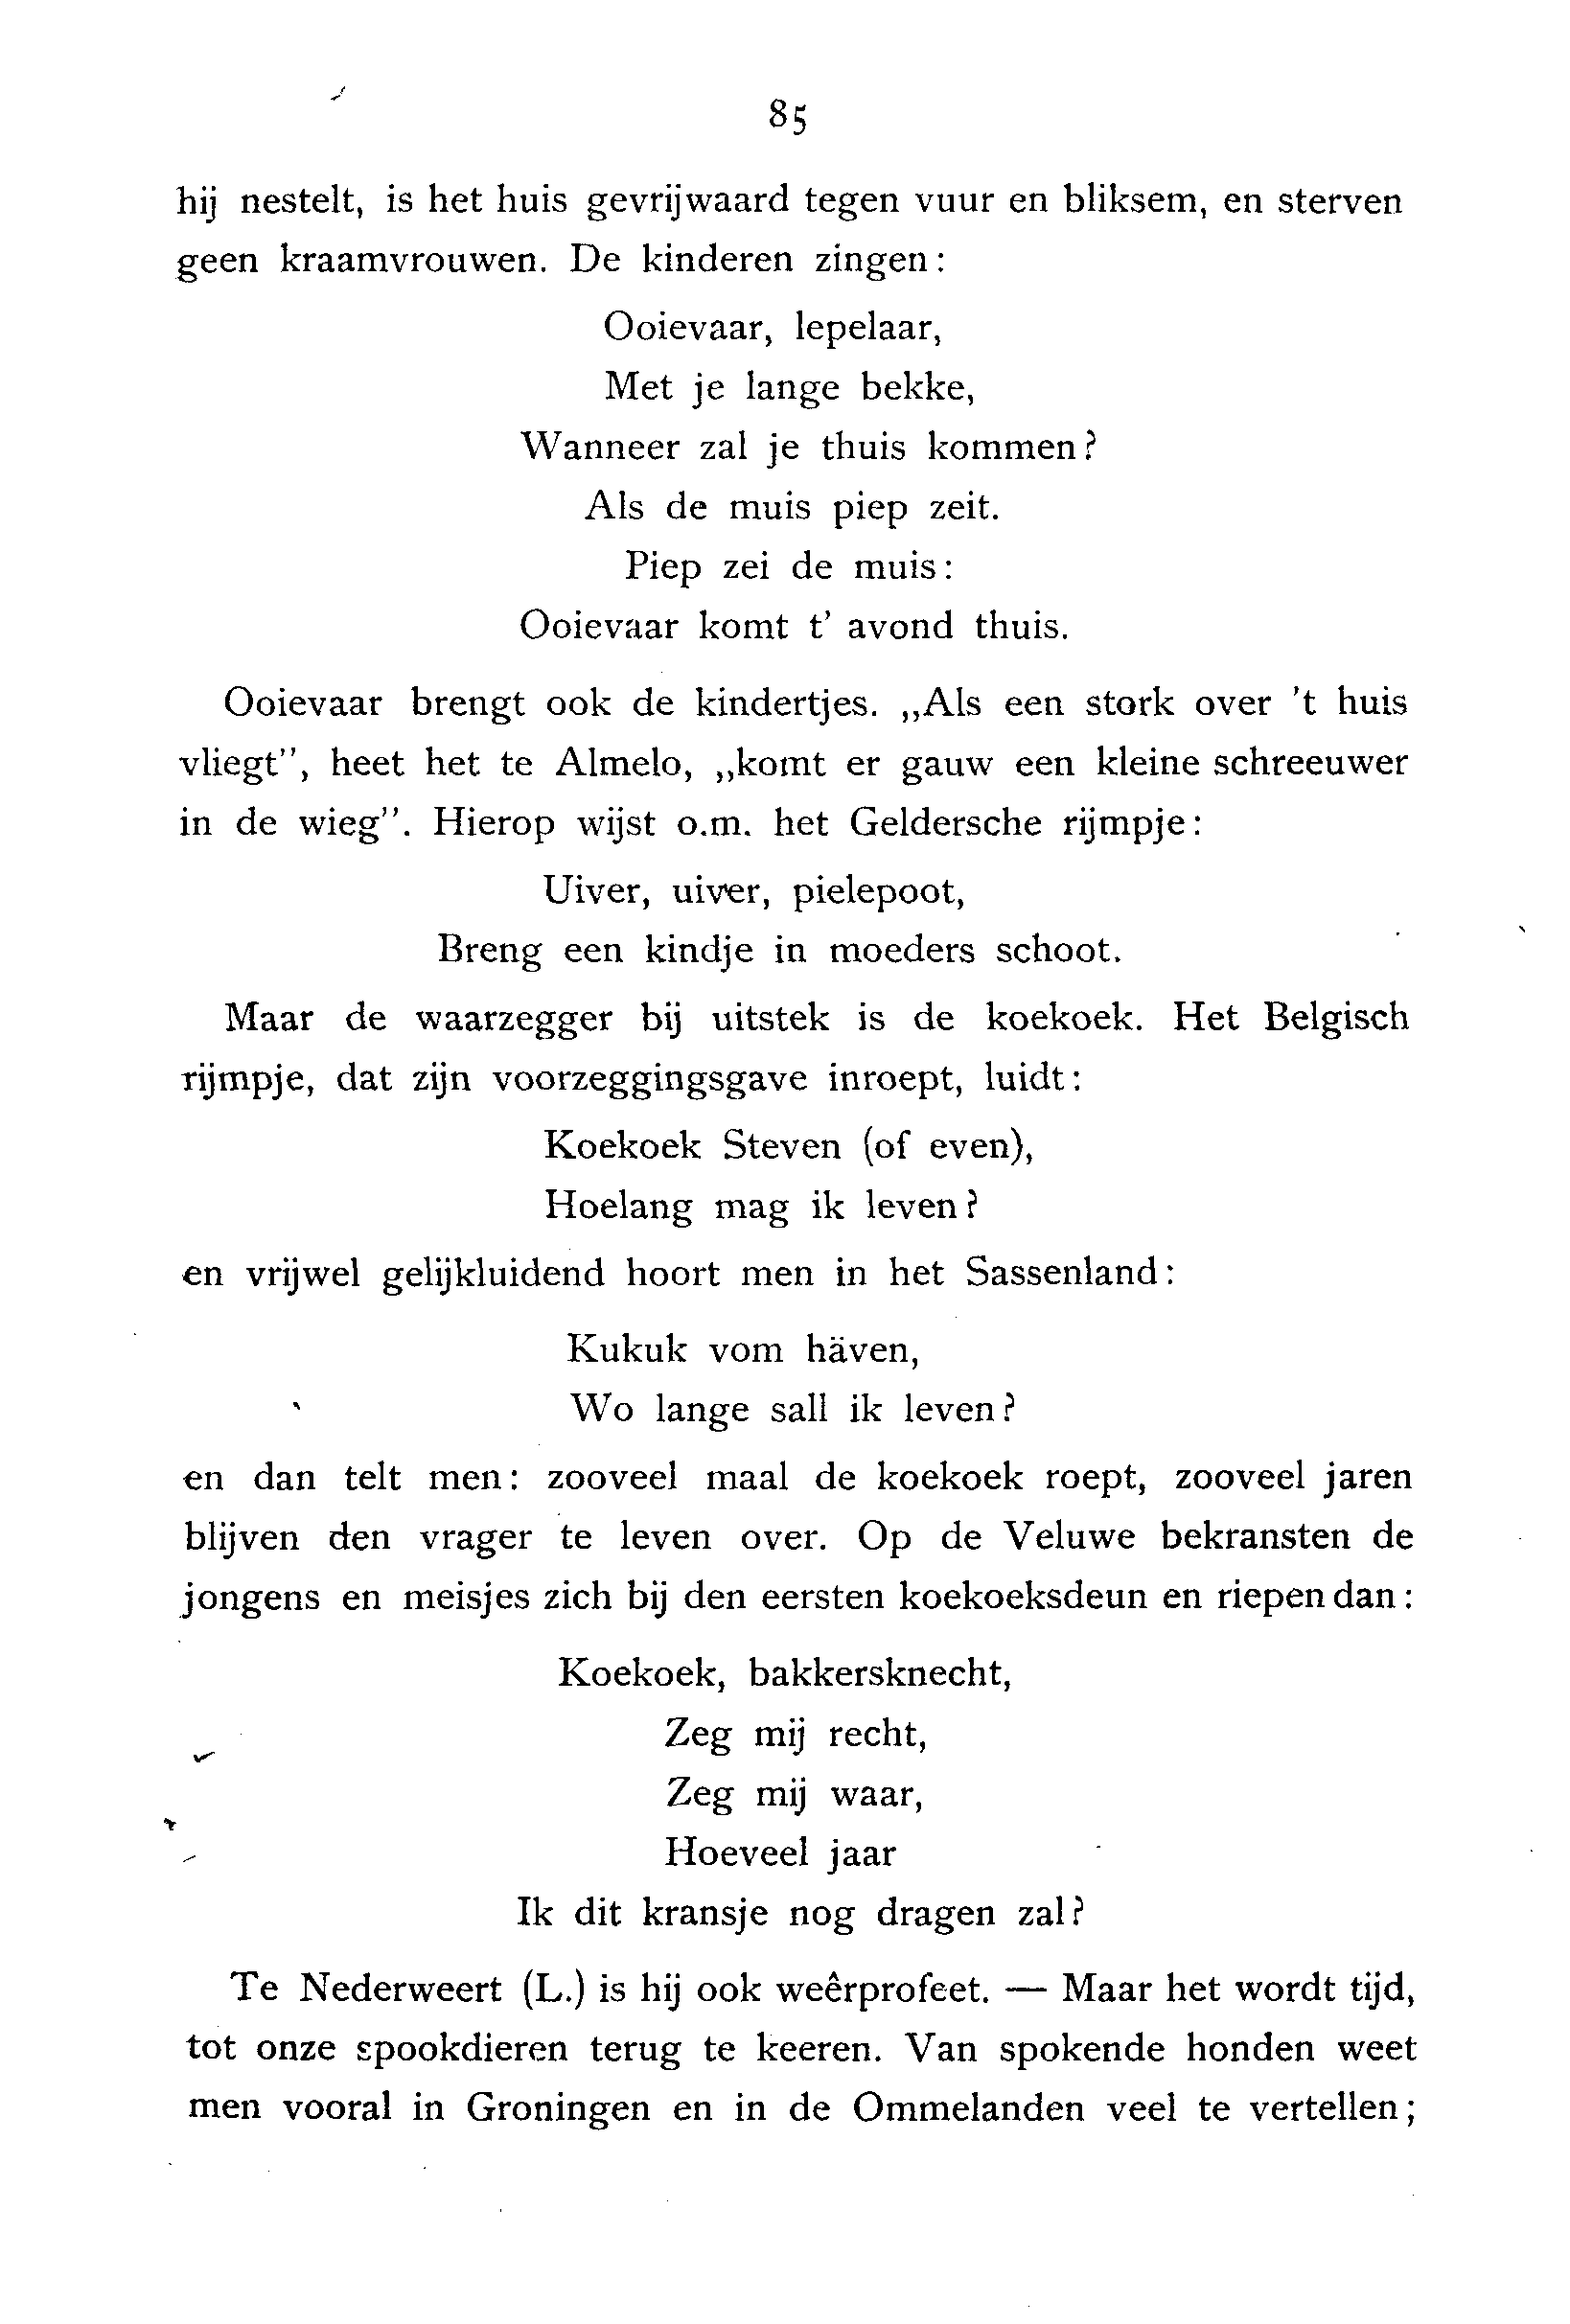 85
hij nestelt, is het huis gevrijwaard tegen vuur en bliksem, en sterven
geen kraamvrouwen. De kinderen zingen:
Ooievaar, lepelaar,
Met je lange bekke,
Wanneer zal je thuis kommen?
Als de muis piep zeit.
Piep zei de muis:
Ooievaar komt t' avond thuis.
Ooievaar brengt ook de kindertjes. „Als een stork over 't huis
vliegt”, heet het te Almelo, „komt er gauw een kleine schreeuwer
in de wieg”. Hierop wijst o.m. het Geldersche rijmpje:
Uiver, uiver, pielepoot,
Breng een kindje in moeders schoot.
Maar de waarzegger bij uitstek is de koekoek. Het Belgisch
rijmpje, dat zijn voorzeggingsgave inroept, luidt:
Koekoek Steven (of even),
Hoelang mag ik leven?
en vrijwel gelijkluidend hoort men in het Sassenland:
Kukuk vom häven,
Wo lange sall ik leven?
en dan telt men: zooveel maal de koekoek roept, zooveel jaren
blijven den vrager te leven over. Op de Veluwe bekransten de
jongens en meisjes zich bij den eersten koekoeksdeun en riepen dan:
Koekoek, bakkersknecht,
Zeg mij recht,
Zeg mij waar,
Hoeveel jaar
Ik dit kransje nog dragen zal?
Te Nederweert (L.) is hij ook weêrprofeet. — Maar het wordt tijd,
tot onze spookdieren terug te keeren. Van spokende honden weet
men vooral in Groningen en in de Ommelanden veel te vertellen;